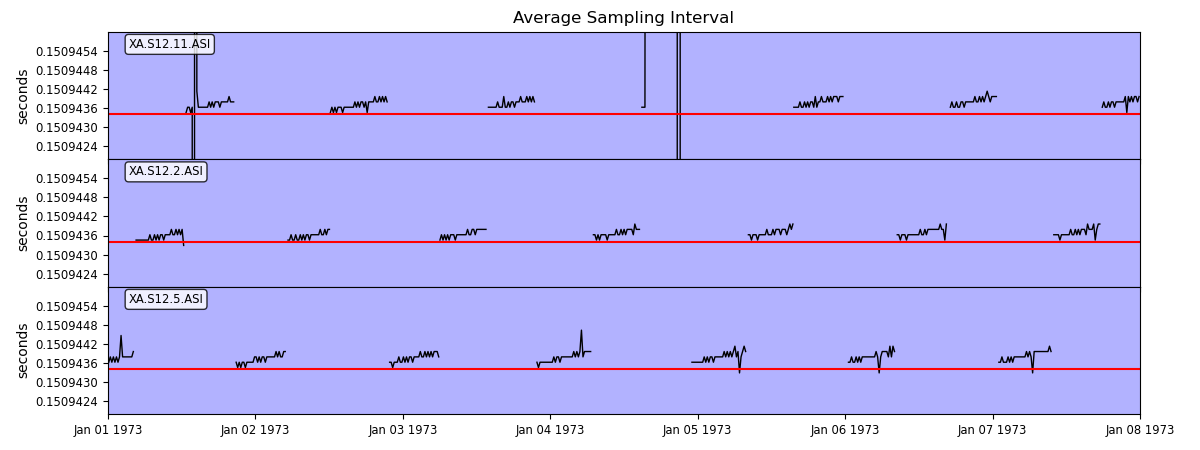 Average Sampling Interval
XA.S12.11.ASI
seconds
0.1509454
0.1509448
0.1509442
0.1509436
0.1509430
0.1509424
XA.S12.2.ASI
seconds
0.1509454
0.1509448
0.1509442
0.1509436
0.1509430
0.1509424
XA.S12.5.ASI
seconds
0.1509454
0.1509448
0.1509442
0.1509436
0.1509430
0.1509424
Jan 01 1973 Jan 02 1973 Jan 03 1973 Jan 04 1973 Jan 05 1973 Jan 06 1973 Jan 07 1973 Jan 08 1973